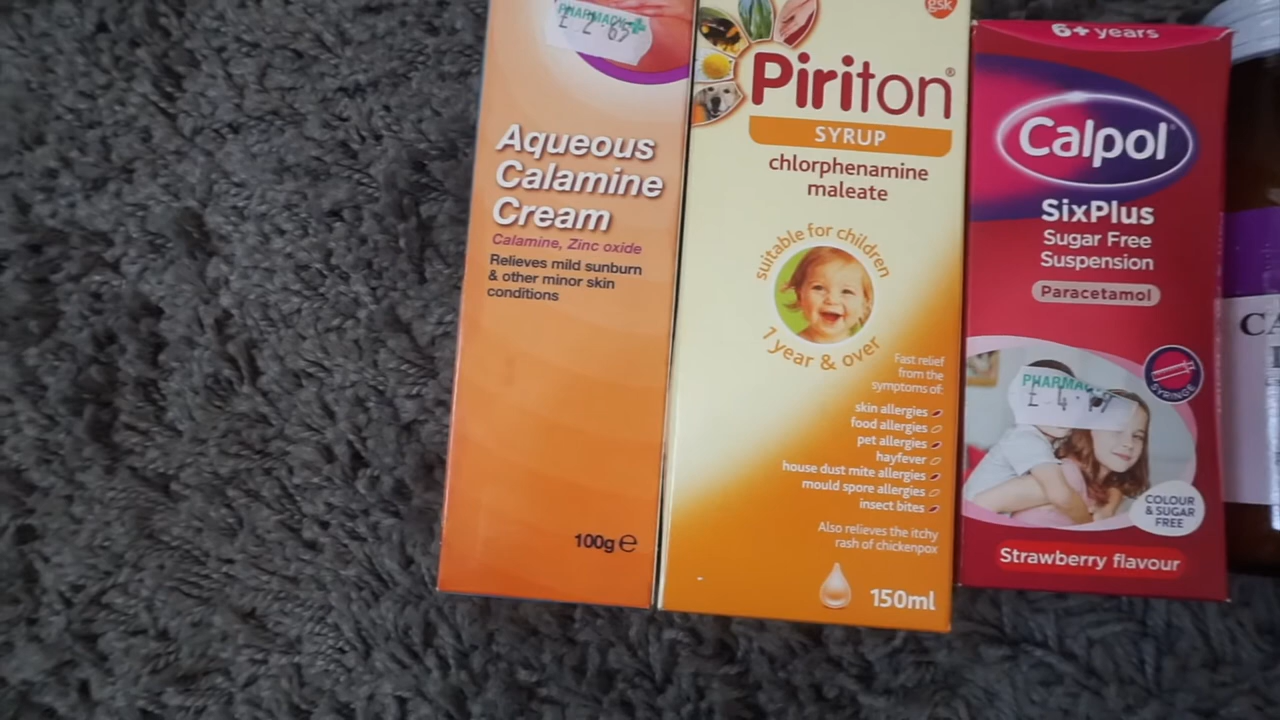 PHARMACY
£ 2.65
Aqueous
Calamine
Cream
Calamine, Zinc oxide
Relieves mild sunburn
& other minor skin
conditions
100g e
gsk
Piriton®
SYRUP
chlorphenamine
maleate
suitable for children
1 year & over
Fast relief
from the
symptoms of:
skin allergies
food allergies
pet allergies
hayfever
house dust mite allergies
mould spore allergies
insect bites
Also relieves the itchy
rash of chickenpox
150ml
6+ years
Calpol®
SixPlus
Sugar Free
Suspension
Paracetamol
SYRINGE
COLOUR
& SUGAR
FREE
Strawberry flavour